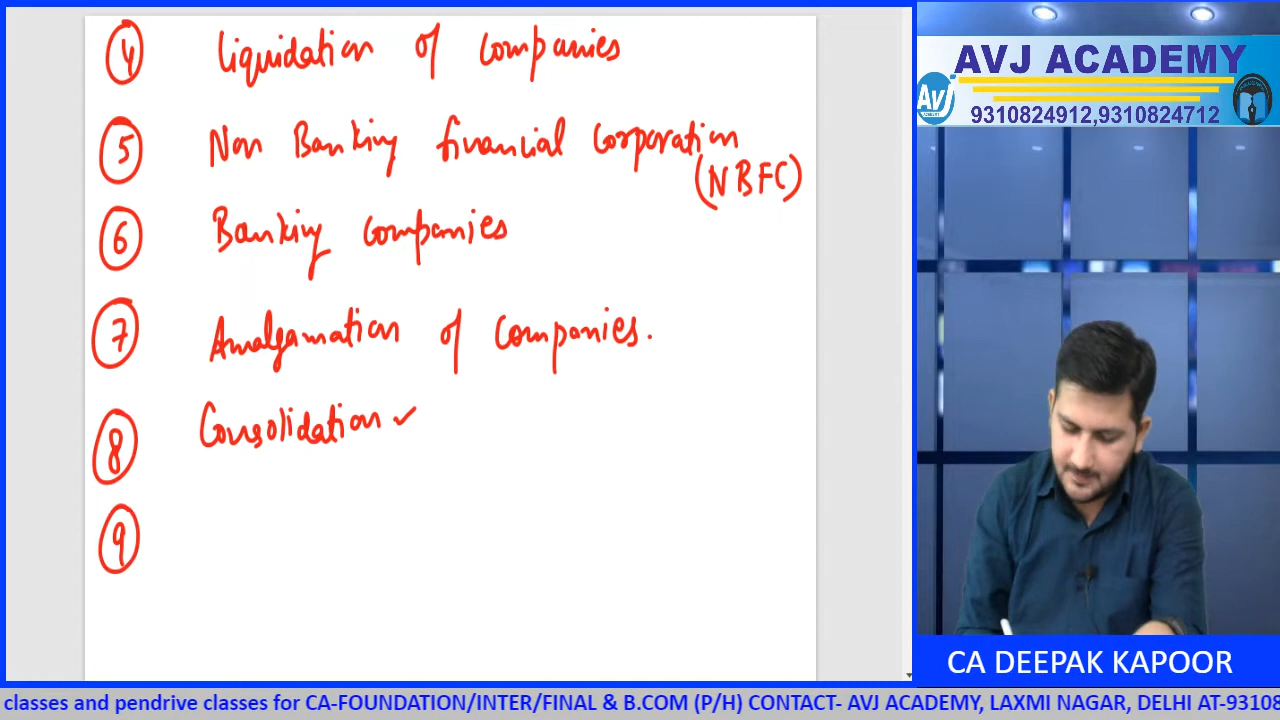 4 Liquidation of Companies
5 Non Banking financial Corporation
(NBFC)
6 Banking Companies
7 Amalgamation of Companies.
8 Consolidation ✓
9
AVJ ACADEMY
AVJ
9310824912,9310824712
CA DEEPAK KAPOOR
classes and pendrive classes for CA-FOUNDATION/INTER/FINAL & B.COM (P/H) CONTACT- AVJ ACADEMY, LAXMI NAGAR, DELHI AT-93108